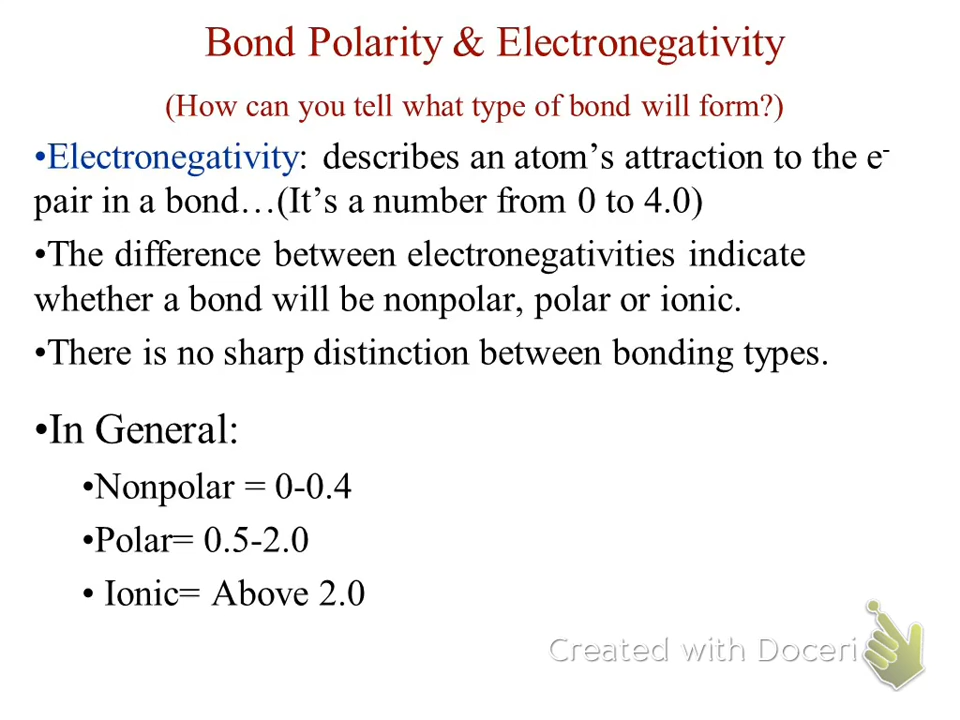 Bond Polarity & Electronegativity
(How can you tell what type of bond will form?)
•Electronegativity: describes an atom’s attraction to the e-
pair in a bond…(It’s a number from 0 to 4.0)
•The difference between electronegativities indicate
whether a bond will be nonpolar, polar or ionic.
•There is no sharp distinction between bonding types.
•In General:
•Nonpolar = 0-0.4
•Polar= 0.5-2.0
• Ionic= Above 2.0
Created with Doceri